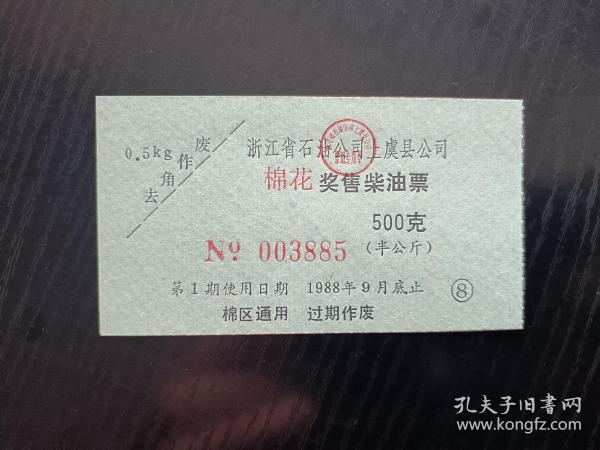 0.5kg
去角作废
浙江省石油公司上虞县公司
棉花 奖售柴油票
500克
(半公斤)
Nº 003885
第1期使用日期 1988年9月底止
⑧
棉区通用 过期作废
孔夫子旧书网
www.kongfz.com